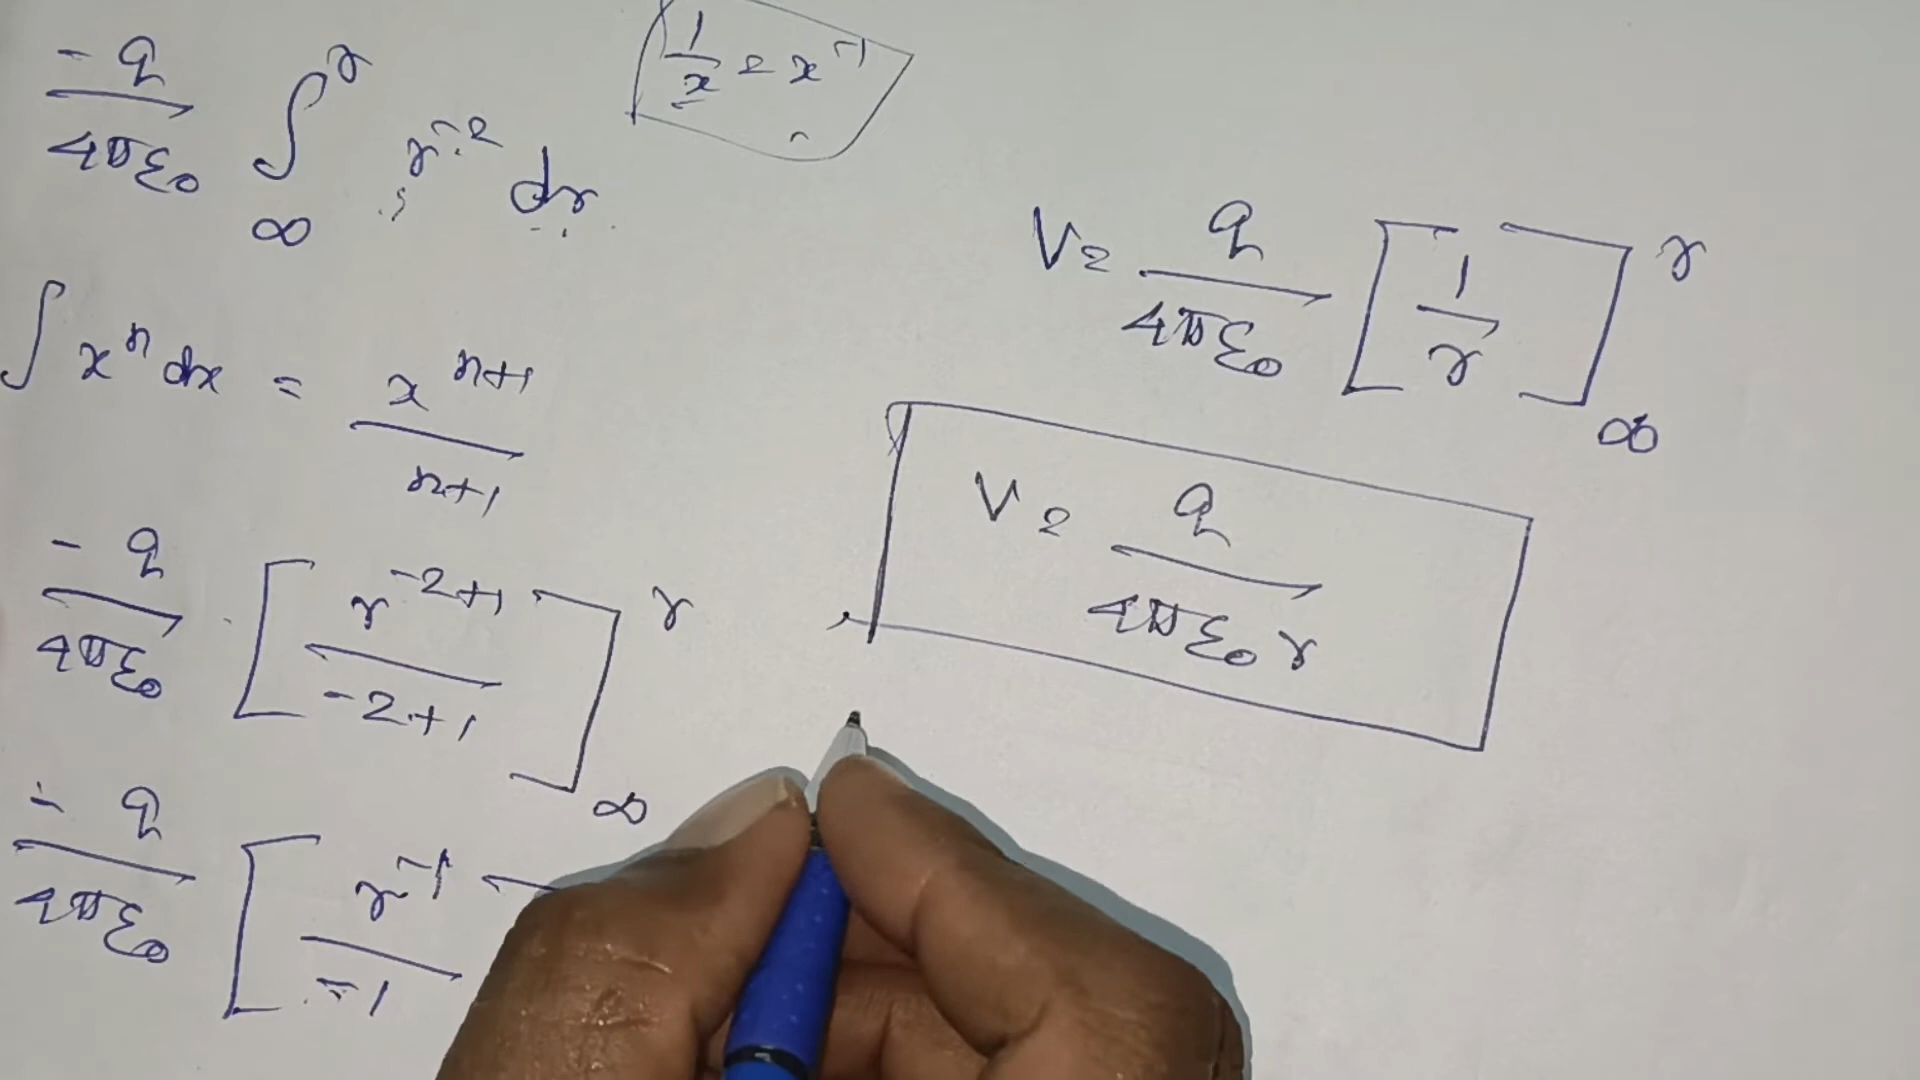 -q/4πε₀ ∫∞^r r⁻² dr
∫ xⁿ dx = xⁿ⁺¹/n+1
-q/4πε₀ [r⁻²⁺¹/-2+1]∞^r
-q/4πε₀ [r⁻¹/-1
1/x = x⁻¹
V = q/4πε₀ [1/r]∞^r
V = q/4πε₀ r